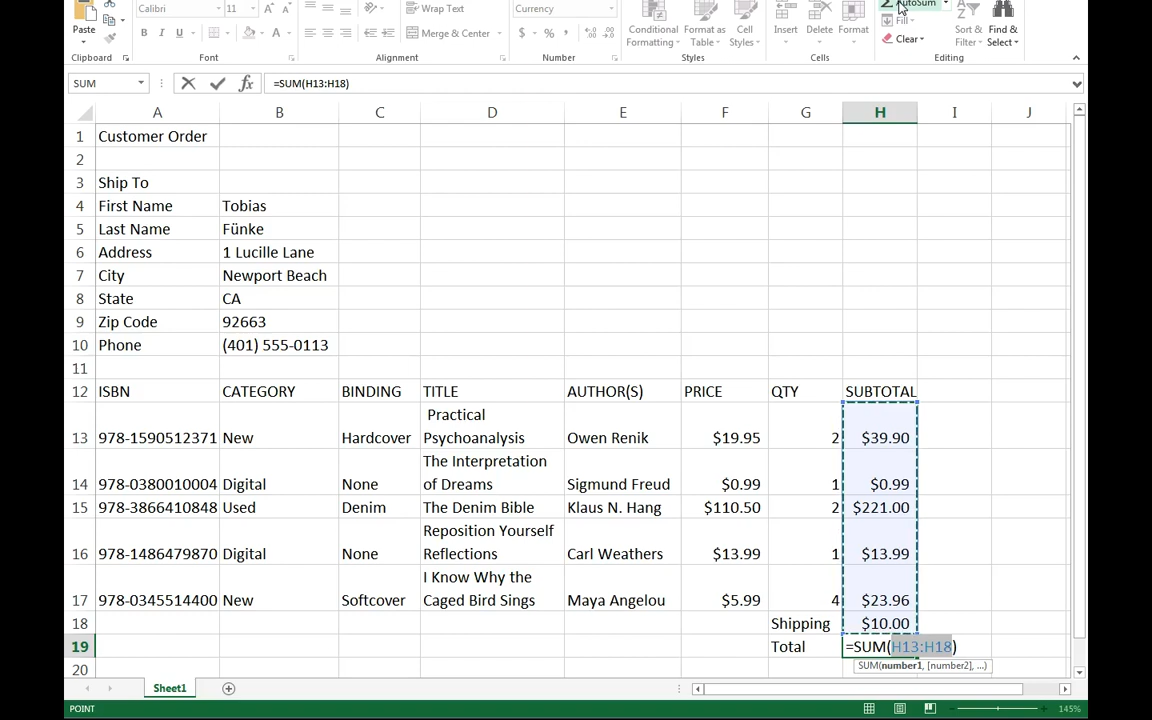 Calibri 11 Wrap Text Currency AutoSum
Paste B I U Merge & Center $ % , Conditional Formatting Format as Table Cell Styles Insert Delete Format Fill Clear Sort & Filter Find & Select
Clipboard Font Alignment Number Styles Cells Editing
SUM fx =SUM(H13:H18)
A B C D E F G H I J
1 Customer Order
2
3 Ship To
4 First Name Tobias
5 Last Name Fünke
6 Address 1 Lucille Lane
7 City Newport Beach
8 State CA
9 Zip Code 92663
10 Phone (401) 555-0113
11
12 ISBN CATEGORY BINDING TITLE AUTHOR(S) PRICE QTY SUBTOTAL
Practical
13 978-1590512371 New Hardcover Psychoanalysis Owen Renik $19.95 2 $39.90
The Interpretation
14 978-0380010004 Digital None of Dreams Sigmund Freud $0.99 1 $0.99
15 978-3866410848 Used Denim The Denim Bible Klaus N. Hang $110.50 2 $221.00
Reposition Yourself
16 978-1486479870 Digital None Reflections Carl Weathers $13.99 1 $13.99
I Know Why the
17 978-0345514400 New Softcover Caged Bird Sings Maya Angelou $5.99 4 $23.96
18 Shipping $10.00
19 Total =SUM(H13:H18)
20 SUM(number1, [number2], ...)
Sheet1
POINT 145%